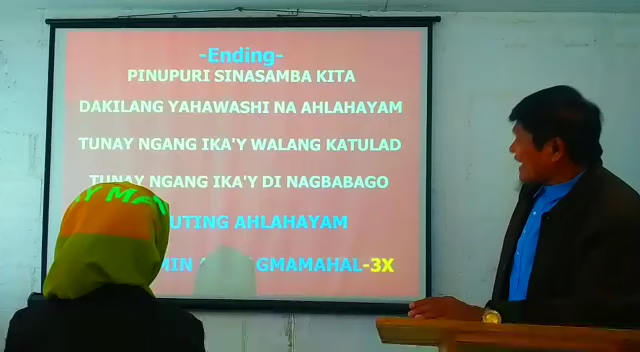 -Ending-
PINUPURI SINASAMBA KITA
DAKILANG YAHAWASHI NA AHLAHAYAM
TUNAY NGANG IKA'Y WALANG KATULAD
TUNAY NGANG IKA'Y DI NAGBABAGO
AHLAHAYAM
-3X